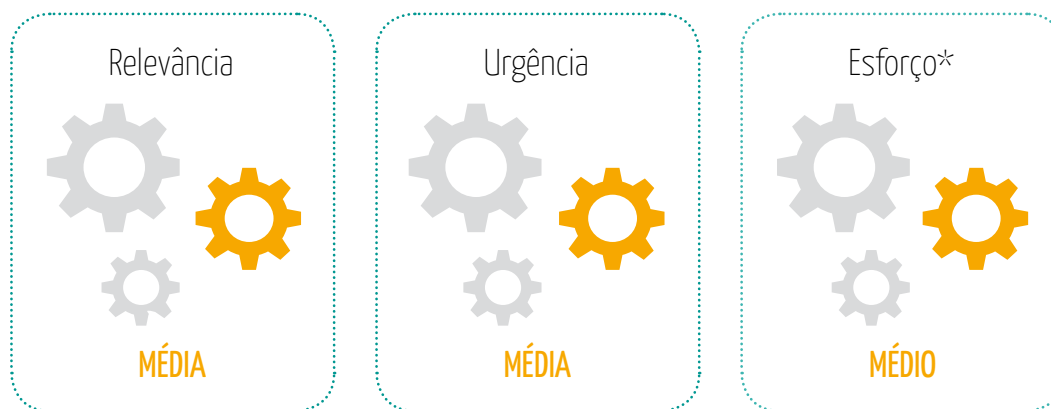 Relevância
Urgência
Esforço*
MÉDIA
MÉDIA
MÉDIO